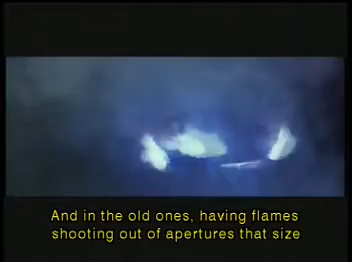 And in the old ones, having flames
shooting out of apertures that size